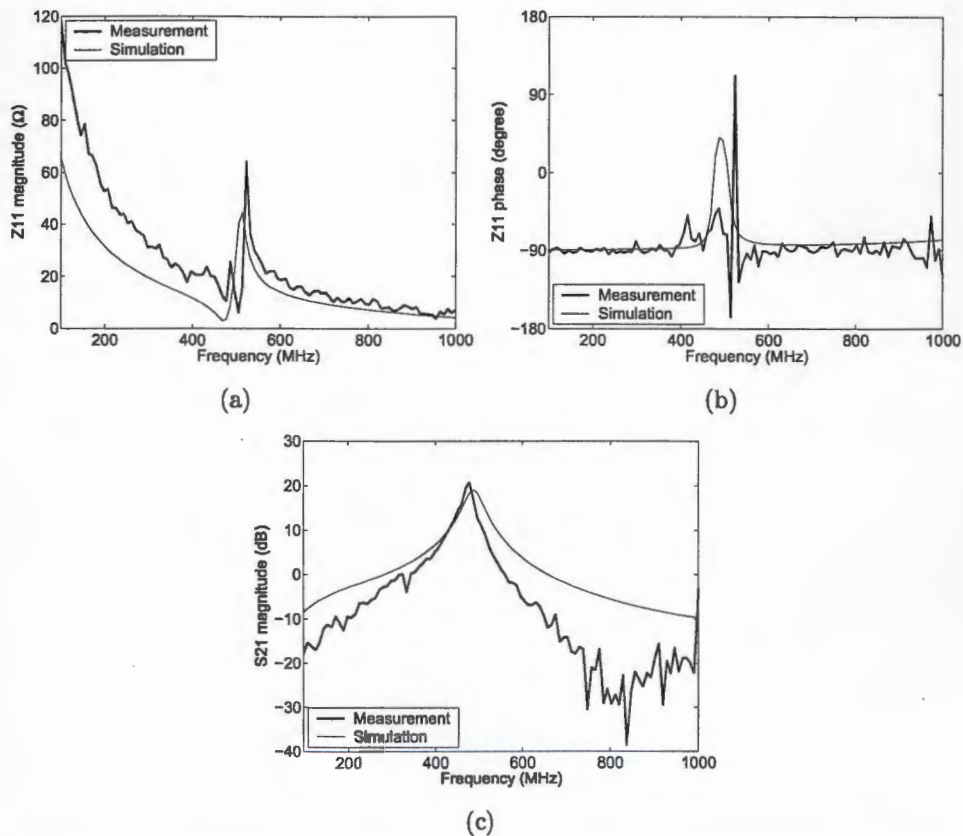 120
100
80
60
40
20
0
Z11 magnitude (Ω)
Measurement
Simulation
200 400 600 800 1000
Frequency (MHz)
(a)
180
90
0
−90
−180
Z11 phase (degree)
Measurement
Simulation
200 400 600 800 1000
Frequency (MHz)
(b)
30
20
10
0
−10
−20
−30
−40
S21 magnitude (dB)
Measurement
Simulation
200 400 600 800 1000
Frequency (MHz)
(c)